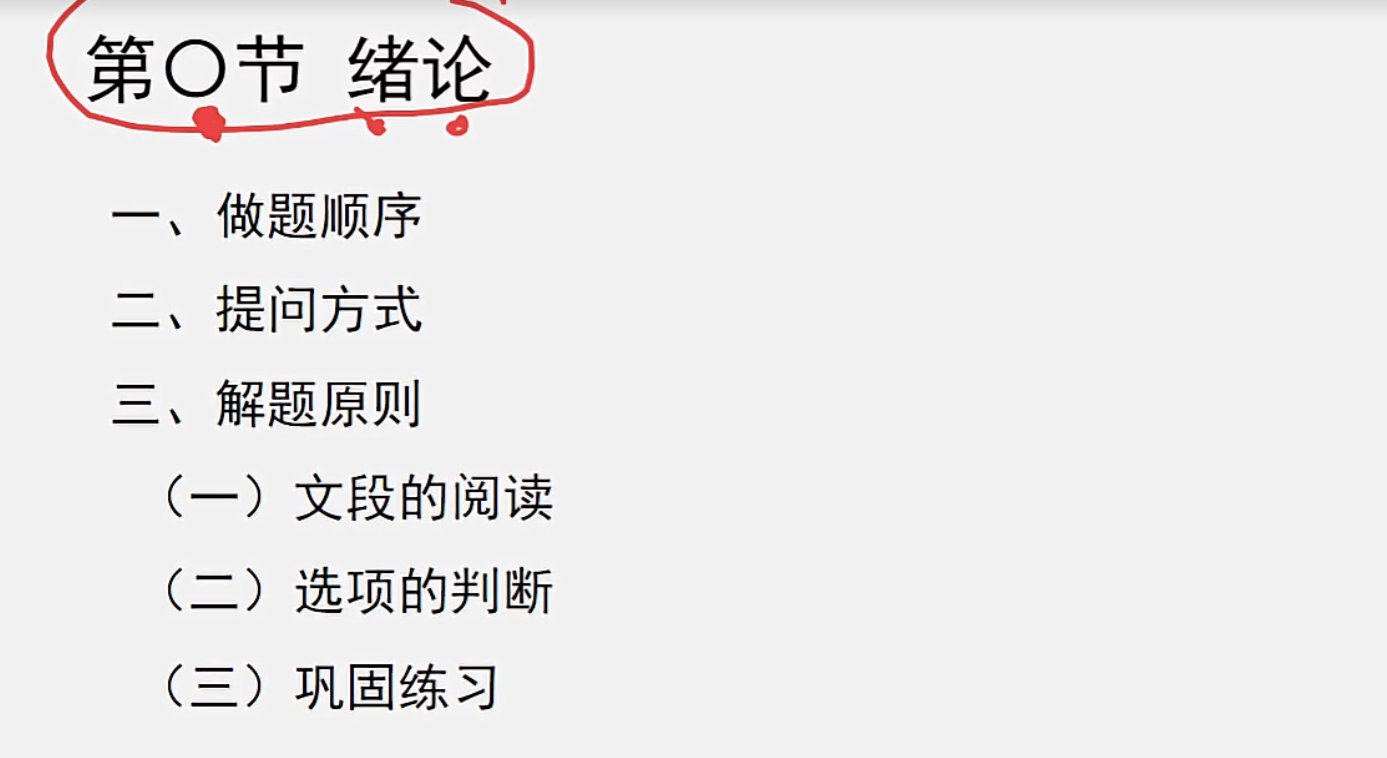 第〇节 绪论
一、做题顺序
二、提问方式
三、解题原则
（一）文段的阅读
（二）选项的判断
（三）巩固练习